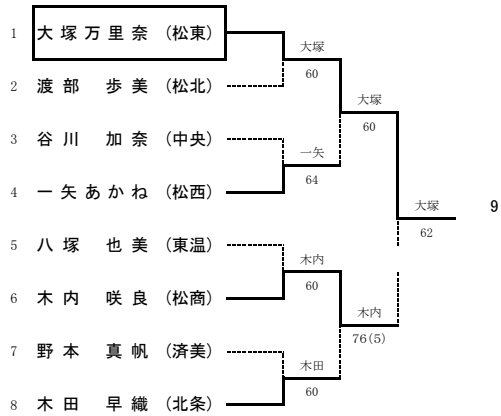 1 大塚万里奈 （松東）
大塚
60
2 渡部 歩美 （松北）
大塚
60
3 谷川 加奈 （中央）
一矢
64
4 一矢あかね （松西）
大塚
62
9
5 八塚 也美 （東温）
木内
60
6 木内 咲良 （松商）
木内
76(5)
7 野本 真帆 （済美）
木田
60
8 木田 早織 （北条）